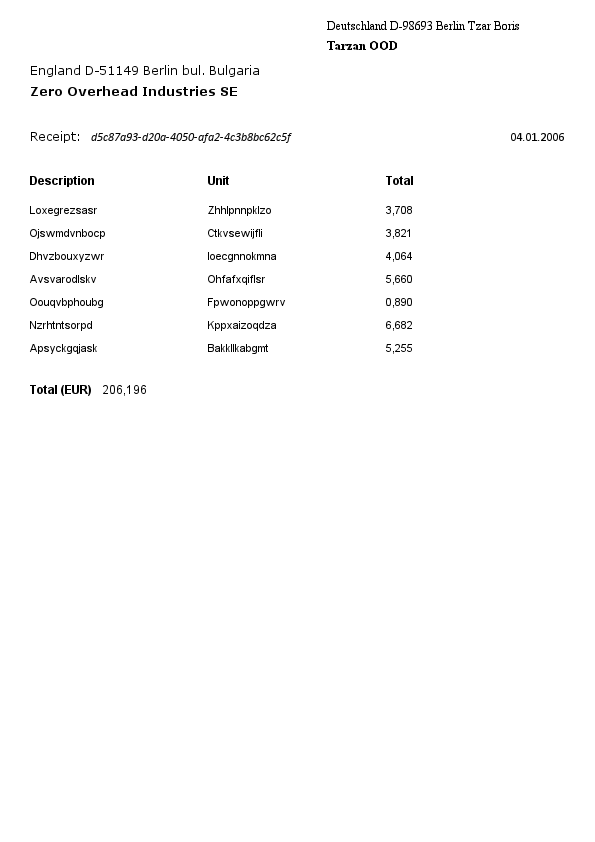 Deutschland D-98693 Berlin Tzar Boris
Tarzan OOD
England D-51149 Berlin bul. Bulgaria
Zero Overhead Industries SE
Receipt: d5c87a93-d20a-4050-afa2-4c3b8bc62c5f 04.01.2006
Description Unit Total
Loxegrezsasr Zhhlpnnpklzo 3,708
Ojswmdvnbocp Ctkvsewijfli 3,821
Dhvzbouxyzwr Ioecgnnokmna 4,064
Avsvarodlskv Ohfafxqiflsr 5,660
Oouqvbphoubg Fpwonoppgwrv 0,890
Nzrhtntsorpd Kppxaizoqdza 6,682
Apsyckgqjask Bakkllkabgmt 5,255
Total (EUR) 206,196